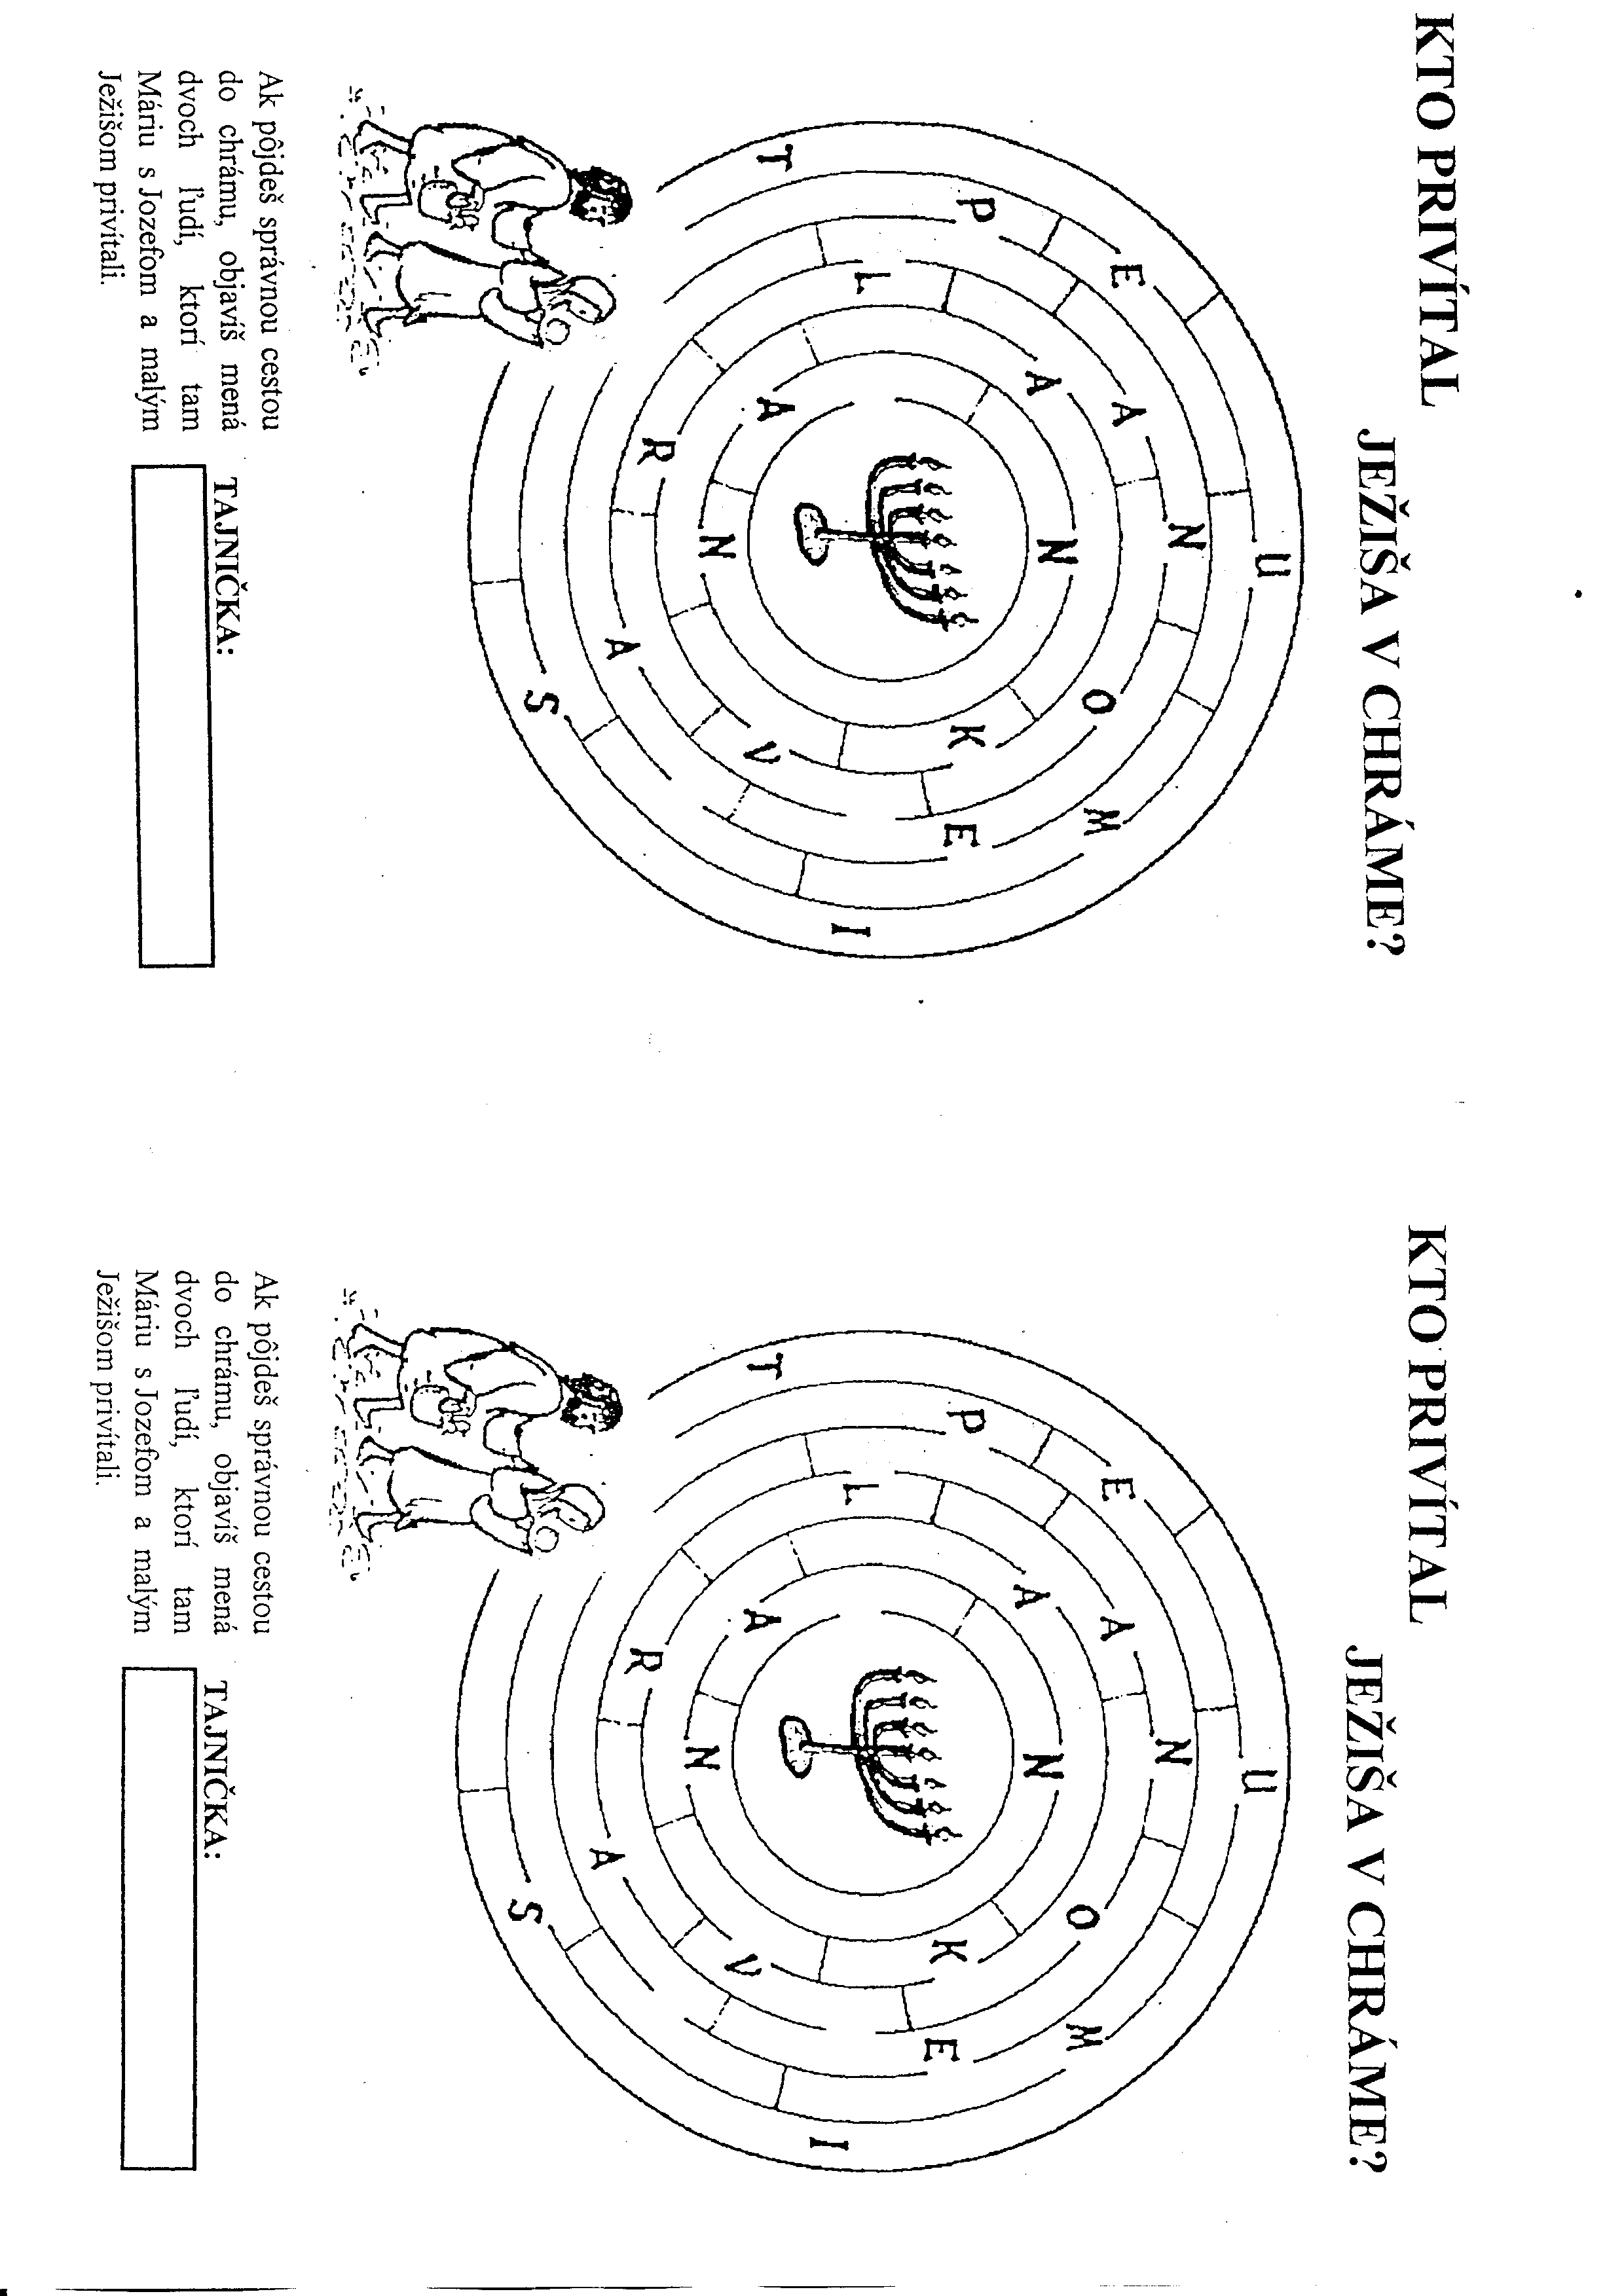 KTO PRIVÍTAL
JEŽIŠA V CHRÁME?
U
N
E A
O M
A N
P K E
L I
T A V
N
R
A
S
Ak pôjdeš správnou cestou
do chrámu, objavíš mená
dvoch ľudí, ktorí tam
Máriu s Jozefom a malým
Ježišom privítali.
TAJNIČKA:
KTO PRIVÍTAL
JEŽIŠA V CHRÁME?
U
N
E A
O M
A N
P K E
L I
T A V
N
R
A
S
Ak pôjdeš správnou cestou
do chrámu, objavíš mená
dvoch ľudí, ktorí tam
Máriu s Jozefom a malým
Ježišom privítali.
TAJNIČKA: